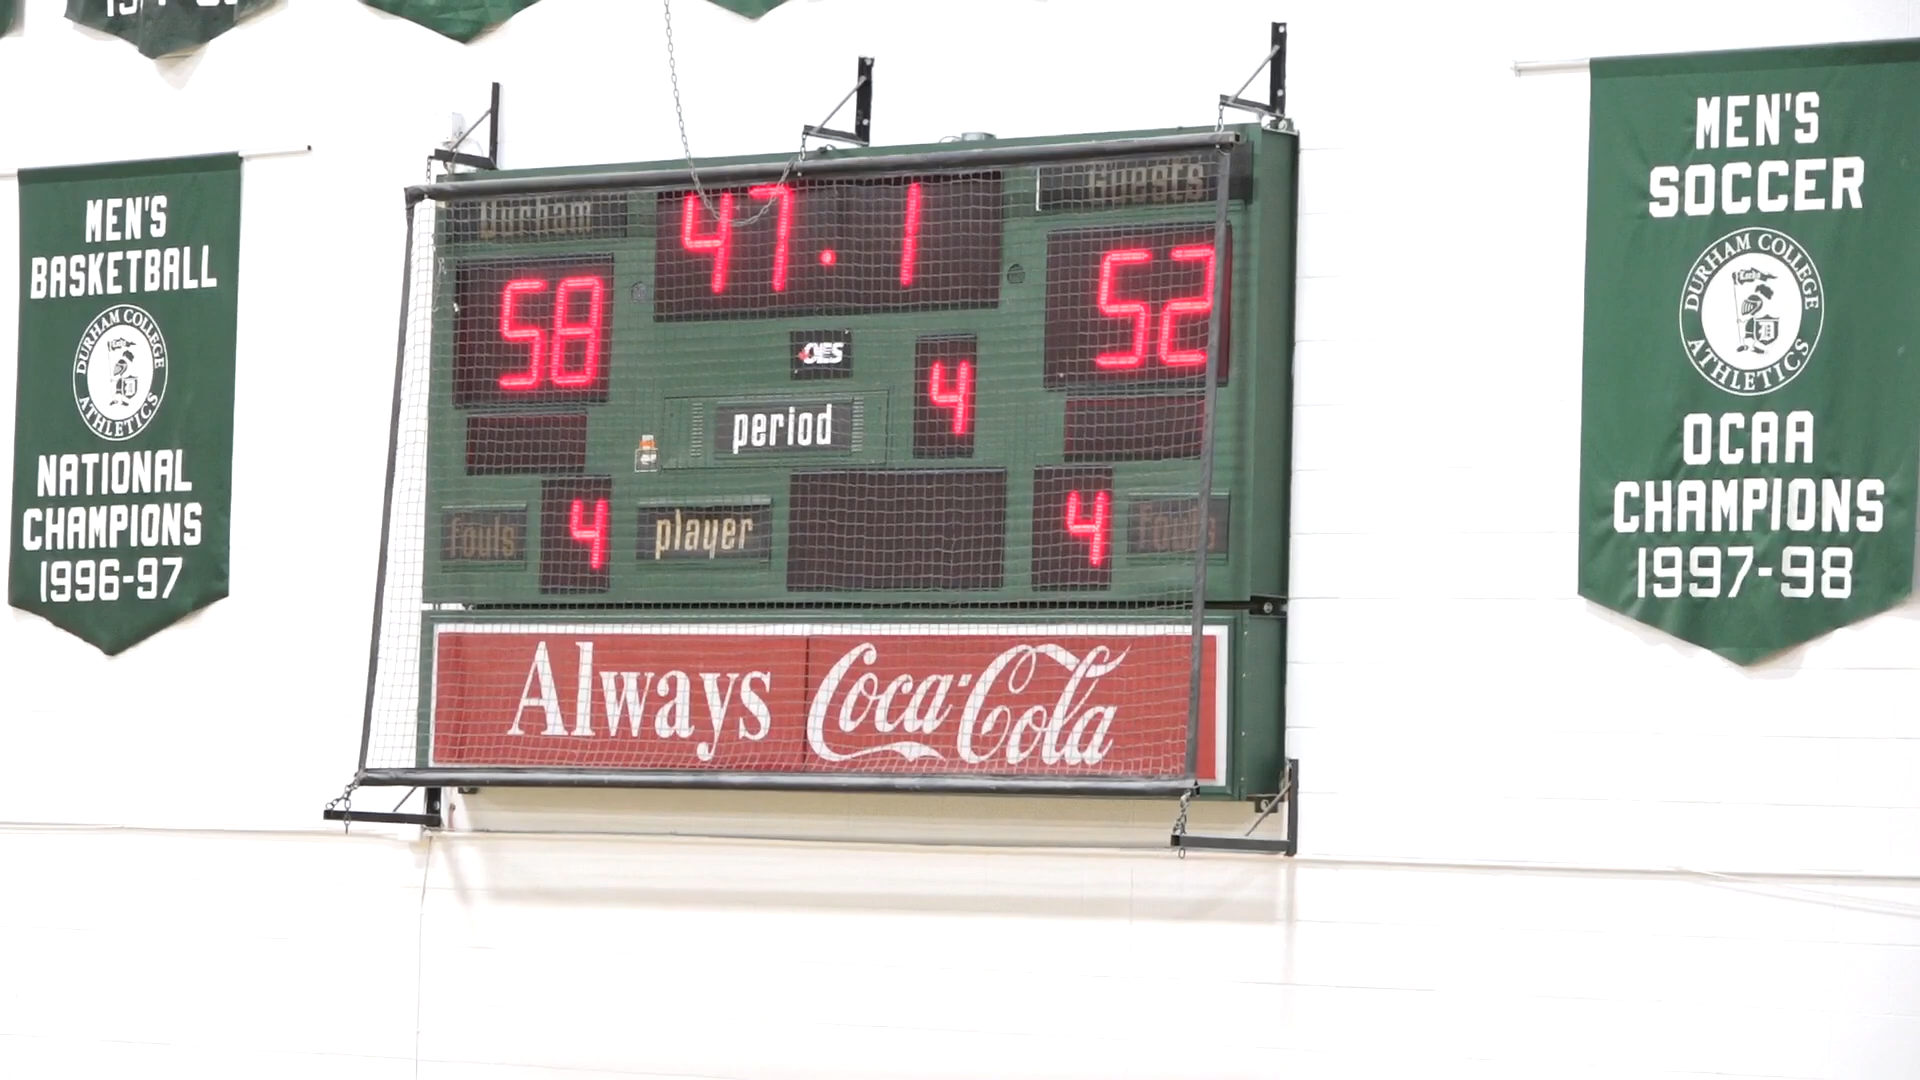 MEN'S
BASKETBALL
DURHAM COLLEGE
ATHLETICS
NATIONAL
CHAMPIONS
1996-97
Durham
47.1
Guests
58
52
OES
period
4
fouls
4
player
4
Fouls
Always Coca-Cola
MEN'S
SOCCER
DURHAM COLLEGE
Lords
D
ATHLETICS
OCAA
CHAMPIONS
1997-98